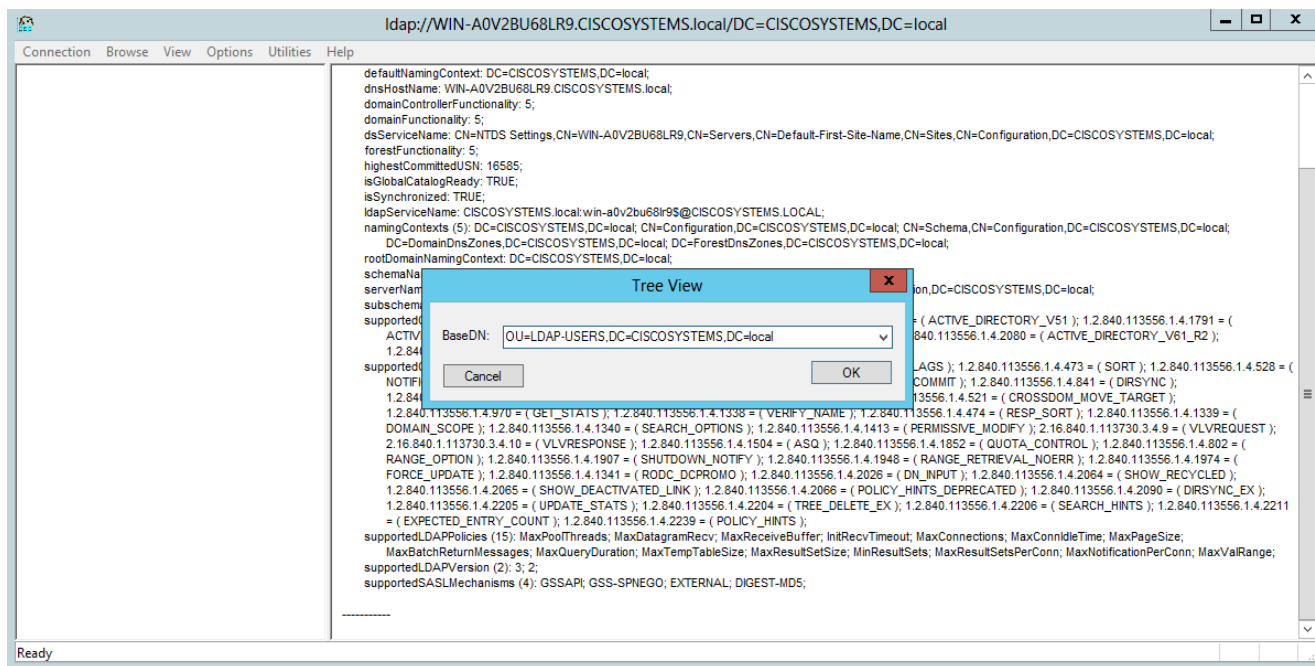 ldap://WIN-A0V2BU68LR9.CISCOSYSTEMS.local/DC=CISCOSYSTEMS,DC=local
Connection Browse View Options Utilities Help
defaultNamingContext: DC=CISCOSYSTEMS,DC=local;
dnsHostName: WIN-A0V2BU68LR9.CISCOSYSTEMS.local;
domainControllerFunctionality: 5;
domainFunctionality: 5;
dsServiceName: CN=NTDS Settings,CN=WIN-A0V2BU68LR9,CN=Servers,CN=Default-First-Site-Name,CN=Sites,CN=Configuration,DC=CISCOSYSTEMS,DC=local;
forestFunctionality: 5;
highestCommittedUSN: 16585;
isGlobalCatalogReady: TRUE;
isSynchronized: TRUE;
ldapServiceName: CISCOSYSTEMS.local:win-a0v2bu68lr9$@CISCOSYSTEMS.LOCAL;
namingContexts (5): DC=CISCOSYSTEMS,DC=local; CN=Configuration,DC=CISCOSYSTEMS,DC=local; CN=Schema,CN=Configuration,DC=CISCOSYSTEMS,DC=local;
DC=DomainDnsZones,DC=CISCOSYSTEMS,DC=local; DC=ForestDnsZones,DC=CISCOSYSTEMS,DC=local;
rootDomainNamingContext: DC=CISCOSYSTEMS,DC=local;
schemaNa
serverNam ion,DC=CISCOSYSTEMS,DC=local;
subschema
supportedC = ( ACTIVE_DIRECTORY_V51 ); 1.2.840.113556.1.4.1791 = (
ACTIV 840.113556.1.4.2080 = ( ACTIVE_DIRECTORY_V61_R2 );
1.2.840
supportedC LAGS ); 1.2.840.113556.1.4.473 = ( SORT ); 1.2.840.113556.1.4.528 = (
NOTIF COMMIT ); 1.2.840.113556.1.4.841 = ( DIRSYNC );
1.2.840 3556.1.4.521 = ( CROSSDOM_MOVE_TARGET );
Tree View
BaseDN: OU=LDAP-USERS,DC=CISCOSYSTEMS,DC=local
Cancel OK
1.2.840.113556.1.4.970 = ( GET_STATS ); 1.2.840.113556.1.4.1338 = ( VERIFY_NAME ); 1.2.840.113556.1.4.474 = ( RESP_SORT ); 1.2.840.113556.1.4.1339 = (
DOMAIN_SCOPE ); 1.2.840.113556.1.4.1340 = ( SEARCH_OPTIONS ); 1.2.840.113556.1.4.1413 = ( PERMISSIVE_MODIFY ); 2.16.840.1.113730.3.4.9 = ( VLVREQUEST );
2.16.840.1.113730.3.4.10 = ( VLVRESPONSE ); 1.2.840.113556.1.4.1504 = ( ASQ ); 1.2.840.113556.1.4.1852 = ( QUOTA_CONTROL ); 1.2.840.113556.1.4.802 = (
RANGE_OPTION ); 1.2.840.113556.1.4.1907 = ( SHUTDOWN_NOTIFY ); 1.2.840.113556.1.4.1948 = ( RANGE_RETRIEVAL_NOERR ); 1.2.840.113556.1.4.1974 = (
FORCE_UPDATE ); 1.2.840.113556.1.4.1341 = ( RODC_DCPROMO ); 1.2.840.113556.1.4.2026 = ( DN_INPUT ); 1.2.840.113556.1.4.2064 = ( SHOW_RECYCLED );
1.2.840.113556.1.4.2065 = ( SHOW_DEACTIVATED_LINK ); 1.2.840.113556.1.4.2066 = ( POLICY_HINTS_DEPRECATED ); 1.2.840.113556.1.4.2090 = ( DIRSYNC_EX );
1.2.840.113556.1.4.2205 = ( UPDATE_STATS ); 1.2.840.113556.1.4.2204 = ( TREE_DELETE_EX ); 1.2.840.113556.1.4.2206 = ( SEARCH_HINTS ); 1.2.840.113556.1.4.2211
= ( EXPECTED_ENTRY_COUNT ); 1.2.840.113556.1.4.2239 = ( POLICY_HINTS );
supportedLDAPPolicies (15): MaxPoolThreads; MaxDatagramRecv; MaxReceiveBuffer; InitRecvTimeout; MaxConnections; MaxConnIdleTime; MaxPageSize;
MaxBatchReturnMessages; MaxQueryDuration; MaxTempTableSize; MaxResultSetSize; MinResultSets; MaxResultSetsPerConn; MaxNotificationPerConn; MaxValRange;
supportedLDAPVersion (2): 3; 2;
supportedSASLMechanisms (4): GSSAPI; GSS-SPNEGO; EXTERNAL; DIGEST-MD5;
-----------
Ready